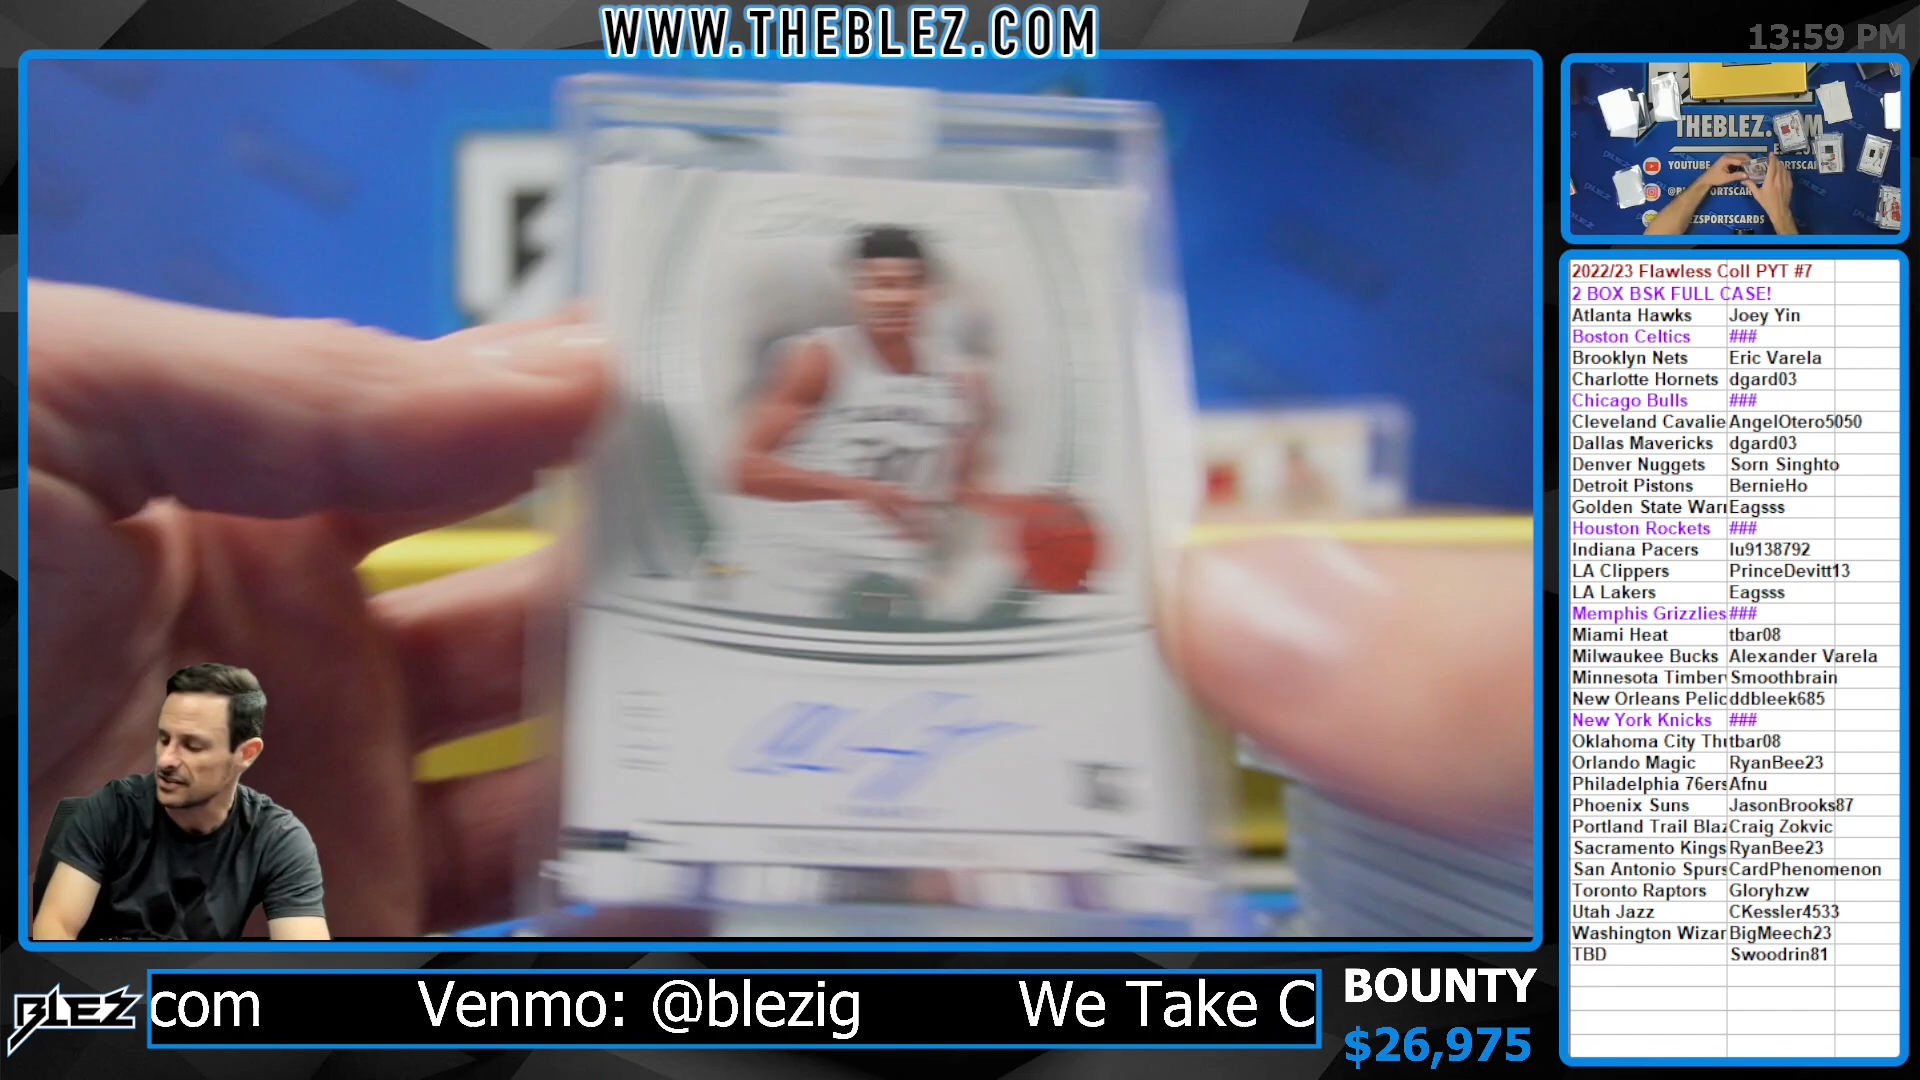 WWW.THEBLEZ.COM
13:59 PM
THEBLEZ.
YOUTUBE
2022/23 Flawless Coll PYT #7
2 BOX BSK FULL CASE!
Atlanta Hawks Joey Yin
Boston Celtics ###
Brooklyn Nets Eric Varela
Charlotte Hornets dgard03
Chicago Bulls ###
Cleveland Cavalie AngelOtero5050
Dallas Mavericks dgard03
Denver Nuggets Sorn Singhto
Detroit Pistons BernieHo
Golden State Warr Eagsss
Houston Rockets ###
Indiana Pacers lu9138792
LA Clippers PrinceDevitt13
LA Lakers Eagsss
Memphis Grizzlies ###
Miami Heat tbar08
Milwaukee Bucks Alexander Varela
Minnesota Timber Smoothbrain
New Orleans Pelic ddbleek685
New York Knicks ###
Oklahoma City Thu tbar08
Orlando Magic RyanBee23
Philadelphia 76ers Afnu
Phoenix Suns JasonBrooks87
Portland Trail Blaz Craig Zokvic
Sacramento Kings RyanBee23
San Antonio Spurs CardPhenomenon
Toronto Raptors Gloryhzw
Utah Jazz CKessler4533
Washington Wizar BigMeech23
TBD Swoodrin81
BLEZ
com Venmo: @blezig We Take C
BOUNTY
$26,975